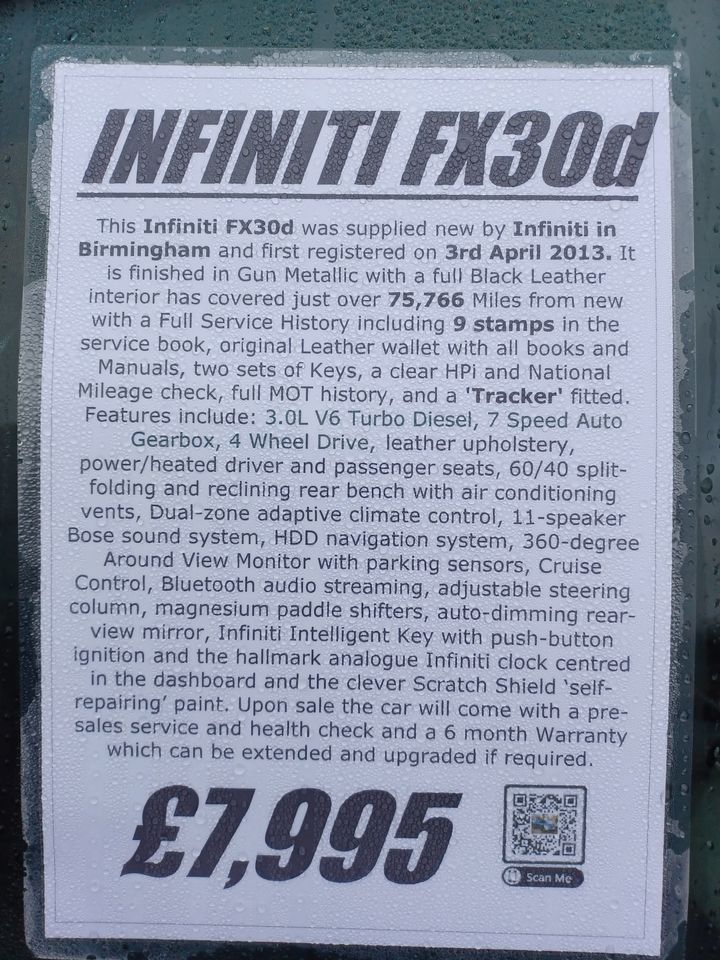 INFINITI FX30d
This Infiniti FX30d was supplied new by Infiniti in
Birmingham and first registered on 3rd April 2013. It
is finished in Gun Metallic with a full Black Leather
interior has covered just over 75,766 Miles from new
with a Full Service History including 9 stamps in the
service book, original Leather wallet with all books and
Manuals, two sets of Keys, a clear HPi and National
Mileage check, full MOT history, and a 'Tracker' fitted.
Features include: 3.0L V6 Turbo Diesel, 7 Speed Auto
Gearbox, 4 Wheel Drive, leather upholstery,
power/heated driver and passenger seats, 60/40 split-
folding and reclining rear bench with air conditioning
vents, Dual-zone adaptive climate control, 11-speaker
Bose sound system, HDD navigation system, 360-degree
Around View Monitor with parking sensors, Cruise
Control, Bluetooth audio streaming, adjustable steering
column, magnesium paddle shifters, auto-dimming rear-
view mirror, Infiniti Intelligent Key with push-button
ignition and the hallmark analogue Infiniti clock centred
in the dashboard and the clever Scratch Shield ‘self-
repairing’ paint. Upon sale the car will come with a pre-
sales service and health check and a 6 month Warranty
which can be extended and upgraded if required.
£7,995
Scan Me